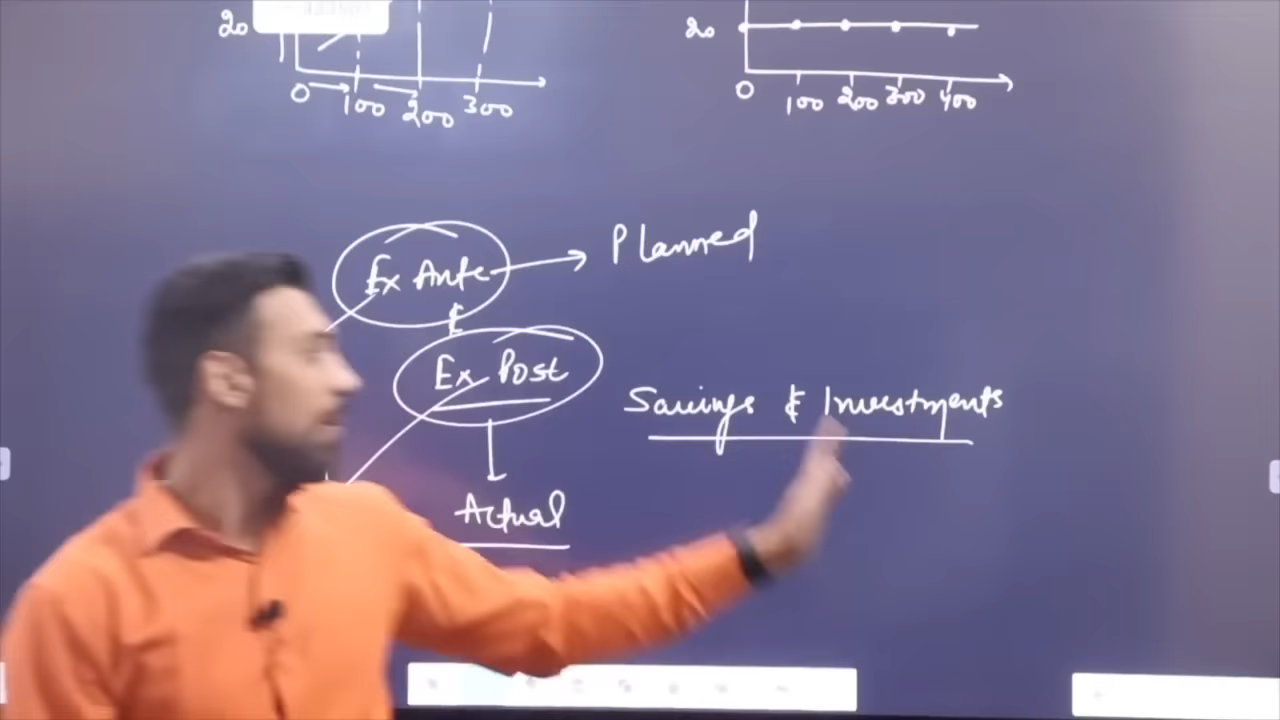 20
0 100 200 300
20
0 100 200 300 400
Ex Ante → Planned
&
Ex Post
Savings & Investments
Actual